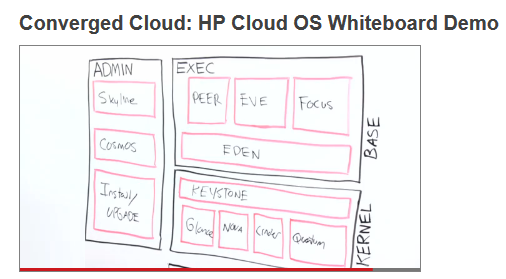 Converged Cloud: HP Cloud OS Whiteboard Demo
ADMIN
Skyline
Cosmos
Install/
UPGADE
EXEC
PEER
EVE
Focus
EDEN
BASE
KEYSTONE
Glance
NOVA
Cinder
Quantum
KERNEL